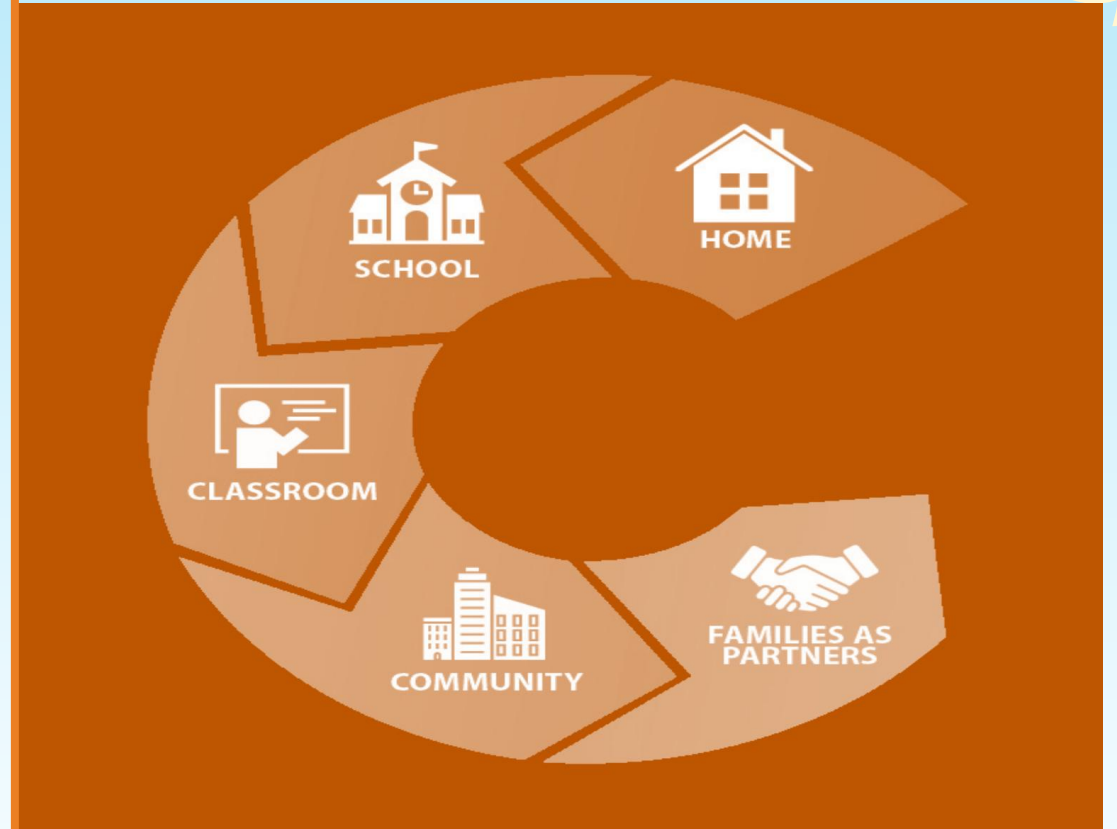 HOME
SCHOOL
CLASSROOM
COMMUNITY
FAMILIES AS
PARTNERS